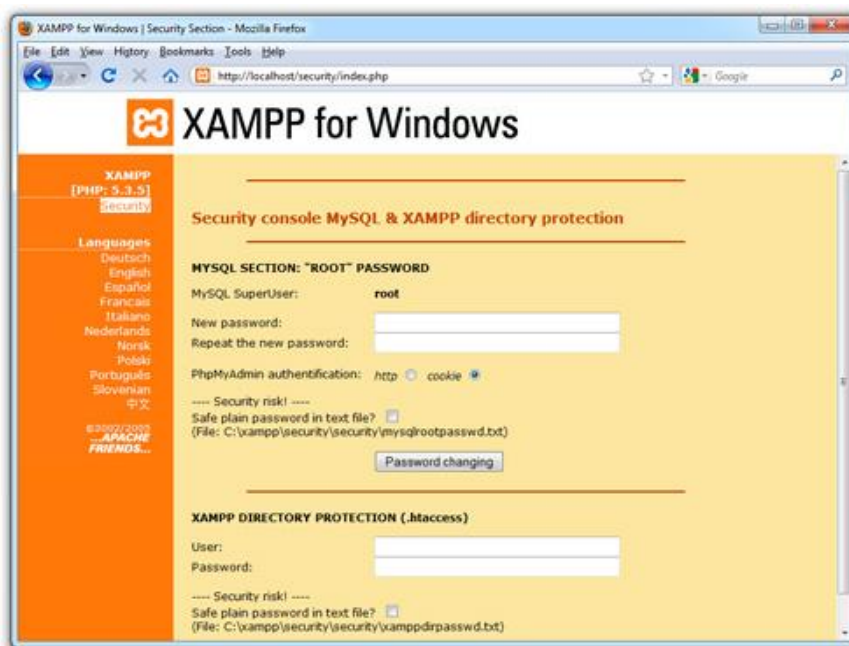 XAMPP for Windows | Security Section - Mozilla Firefox
File Edit View History Bookmarks Tools Help
http://localhost/security/index.php
Google
XAMPP for Windows
XAMPP
[PHP: 5.3.5]
Security
Languages
Deutsch
English
Español
Francais
Italiano
Nederlands
Norsk
Polski
Português
Slovenian
中文
©2002/2005
...APACHE
FRIENDS...
Security console MySQL & XAMPP directory protection
MYSQL SECTION: "ROOT" PASSWORD
MySQL SuperUser: root
New password:
Repeat the new password:
PhpMyAdmin authentification: http cookie
---- Security risk! ----
Safe plain password in text file?
(File: C:\xampp\security\security\mysqlrootpasswd.txt)
Password changing
XAMPP DIRECTORY PROTECTION (.htaccess)
User:
Password:
---- Security risk! ----
Safe plain password in text file?
(File: C:\xampp\security\security\xamppdirpasswd.txt)